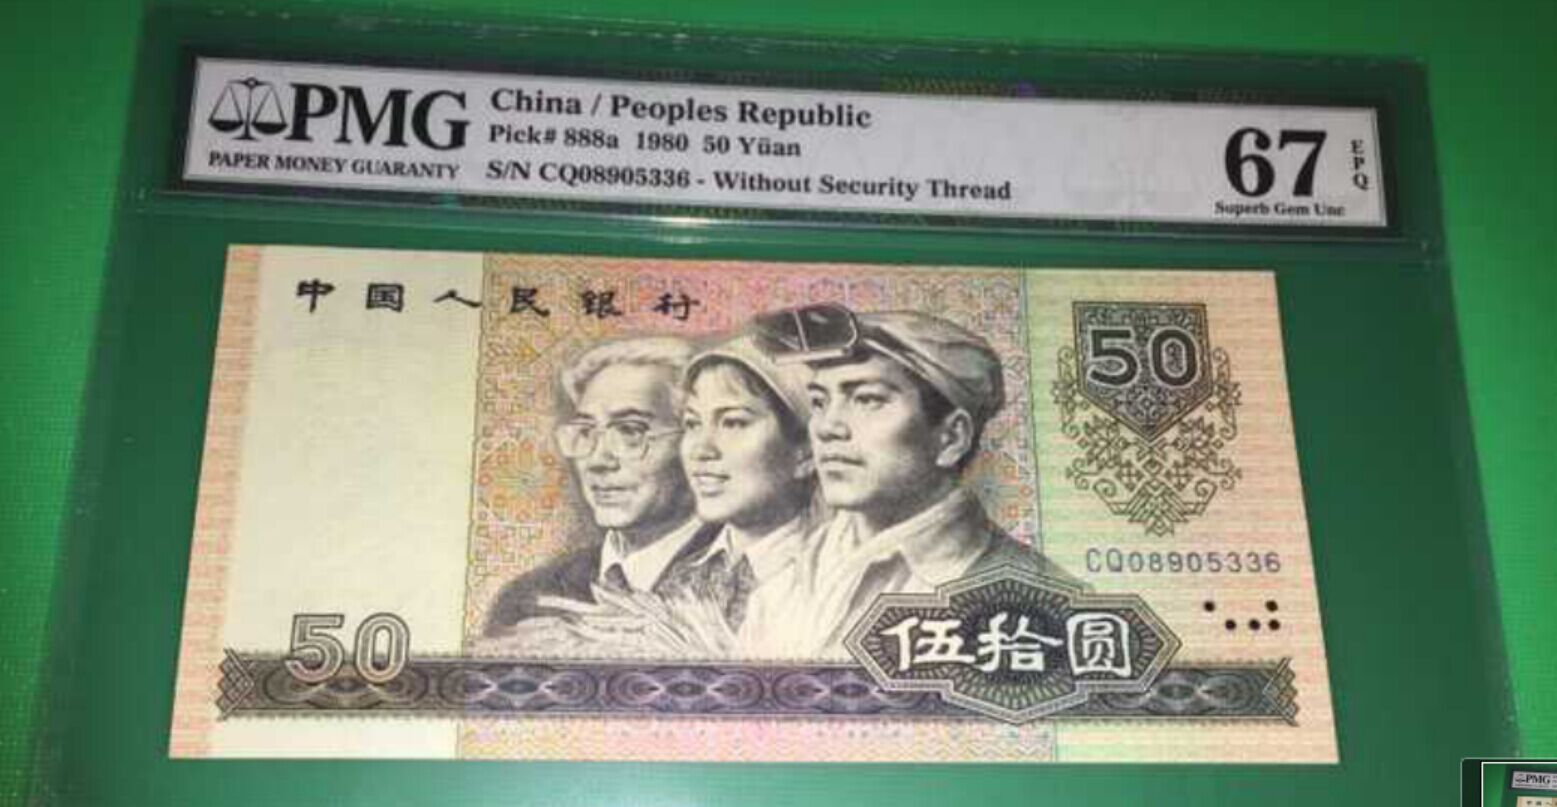 PMG
PAPER MONEY GUARANTY
China / Peoples Republic
Pick# 888a 1980 50 Yüan
S/N CQ08905336 - Without Security Thread
67
EPQ
Superb Gem Unc
中国人民银行
50
CQ08905336
50
伍拾圆
PMG